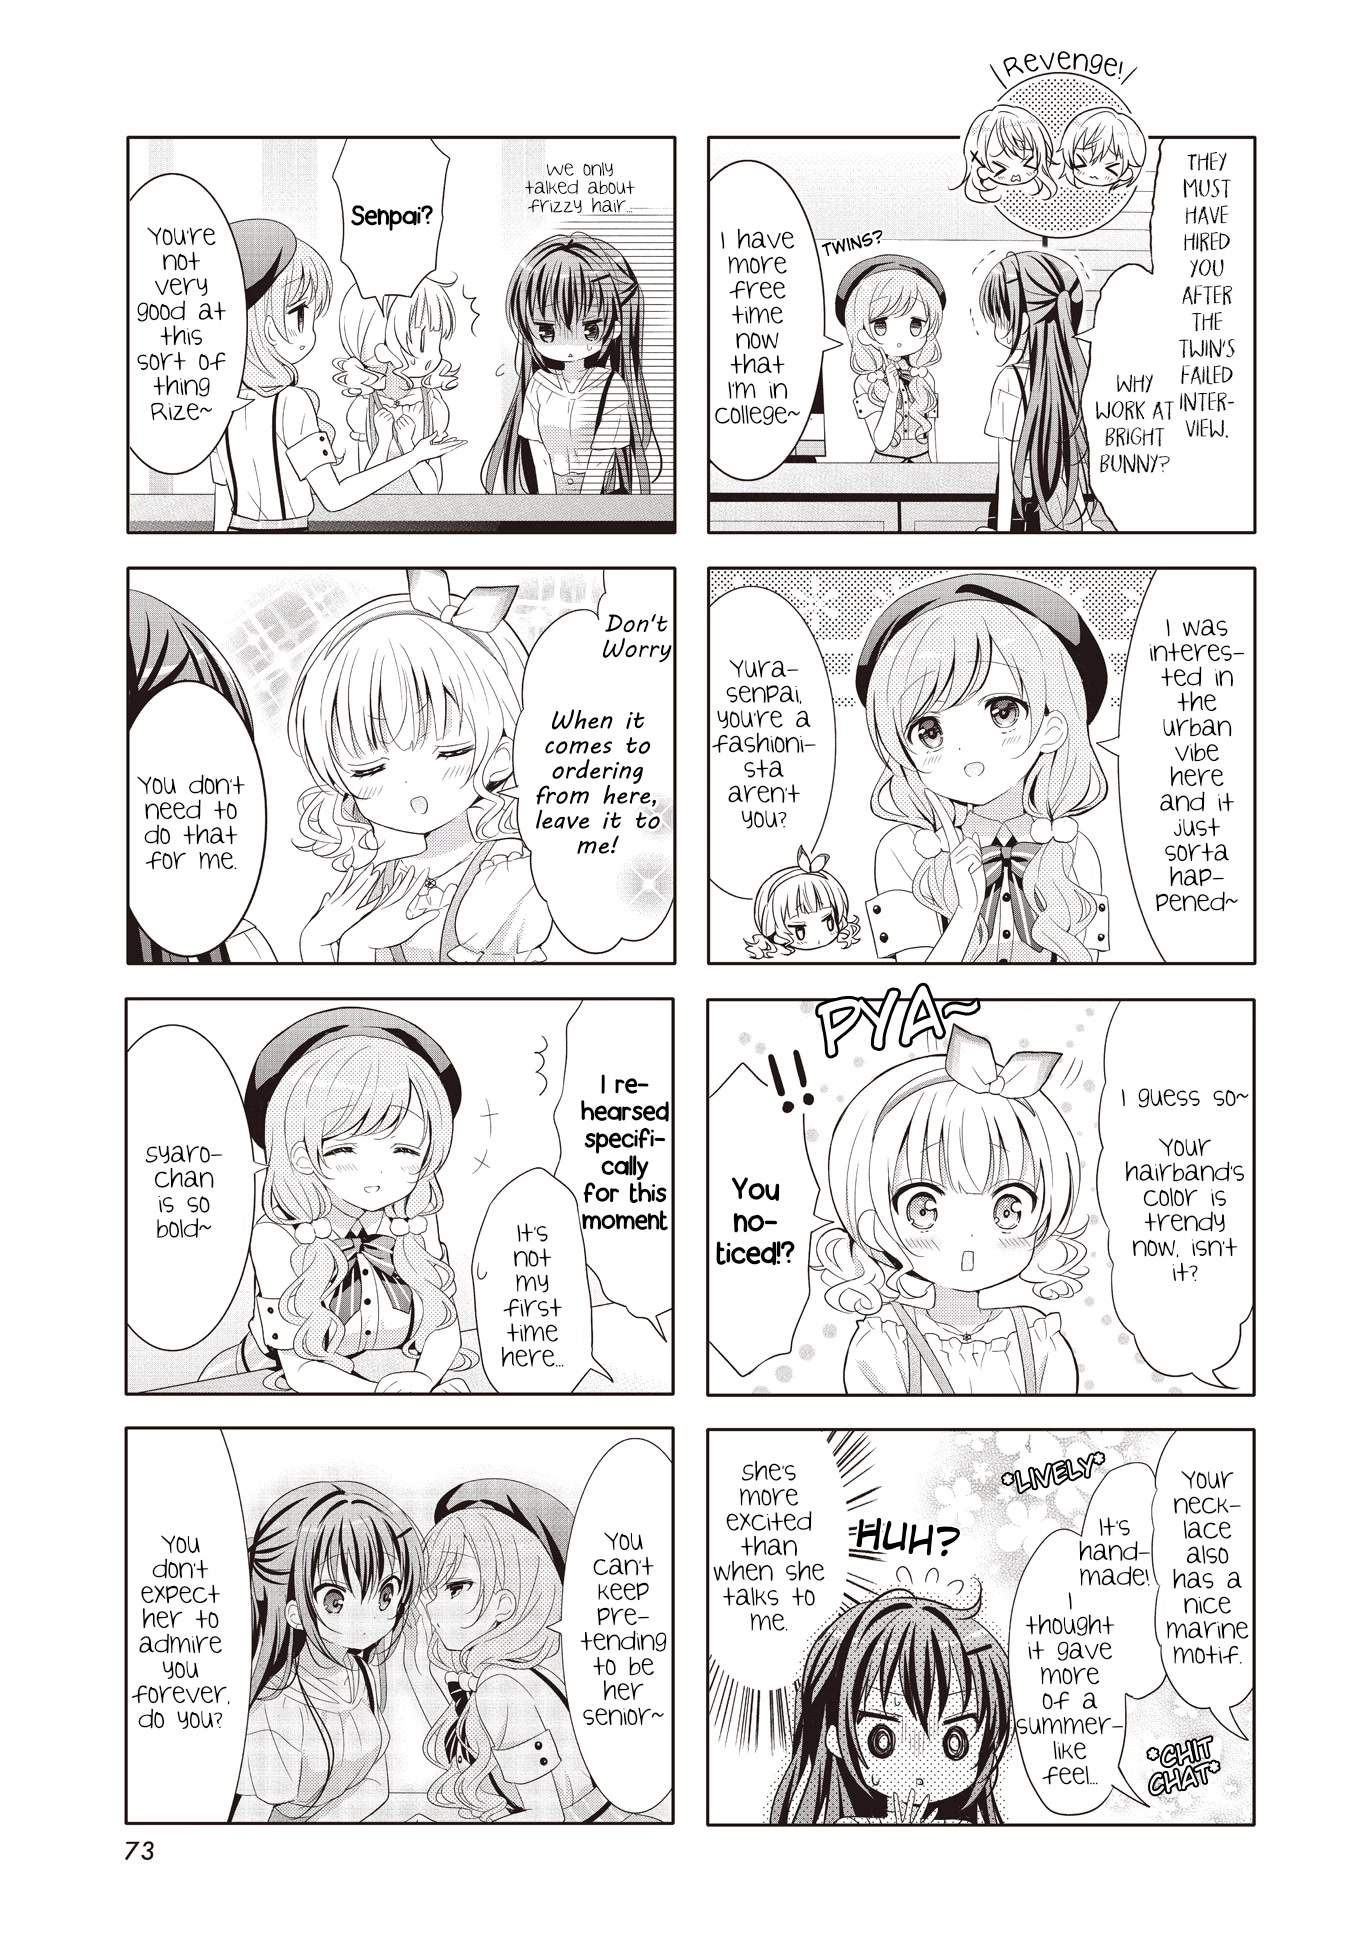 Revenge!
THEY
MUST
HAVE
HIRED
YOU
AFTER
THE
TWIN'S
FAILED
INTER-
VIEW.
WHY
WORK AT
BRIGHT
BUNNY?
TWINS?
I have
more
free
time
now
that
I'm in
college~
I was
interes-
ted in
the
urban
vibe
here
and it
just
sorta
hap-
pened~
Yura-
senpai,
you're a
fashioni-
sta
aren't
you?
I guess so~
Your
hairband's
color is
trendy
now, isn't
it?
PYA~
!!
You
no-
ticed!?
Your
neck-
lace
also
has a
nice
marine
motif.
It's
hand-
made!
I
thought
it gave
more
of a
summer-
like
feel...
*LIVELY*
*CHIT
CHAT*
HUH?
She's
more
excited
than
when she
talks to
me.
We only
talked about
frizzy hair...
Senpai?
You're
not
very
good at
this
sort of
thing
Rize~
Don't
Worry
When it
comes to
ordering
from here,
leave it to
me!
You don't
need to
do that
for me.
I re-
hearsed
specifi-
cally
for this
moment
It's
not
my
first
time
here...
Syaro-
chan
is so
bold~
You
can't
keep
pre-
tending
to be
her
senior~
You
don't
expect
her to
admire
you
forever,
do you?
73